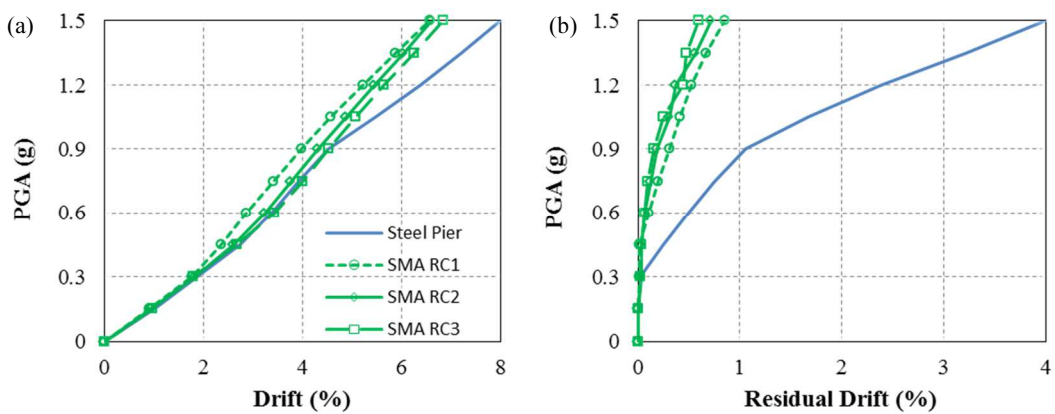 (a)
PGA (g)
1.5
1.2
0.9
0.6
0.3
0
0 2 4 6 8
Drift (%)
Steel Pier
SMA RC1
SMA RC2
SMA RC3
(b)
PGA (g)
1.5
1.2
0.9
0.6
0.3
0
0 1 2 3 4
Residual Drift (%)